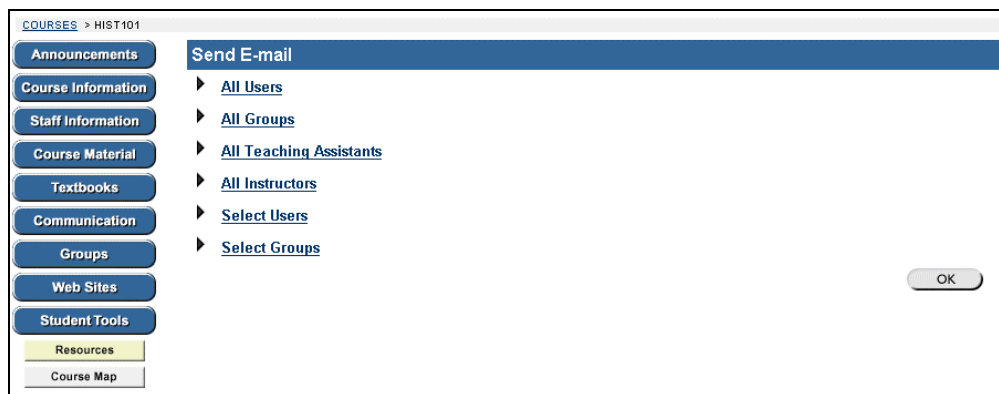 COURSES > HIST101
Announcements
Course Information
Staff Information
Course Material
Textbooks
Communication
Groups
Web Sites
Student Tools
Resources
Course Map
Send E-mail
All Users
All Groups
All Teaching Assistants
All Instructors
Select Users
Select Groups
OK